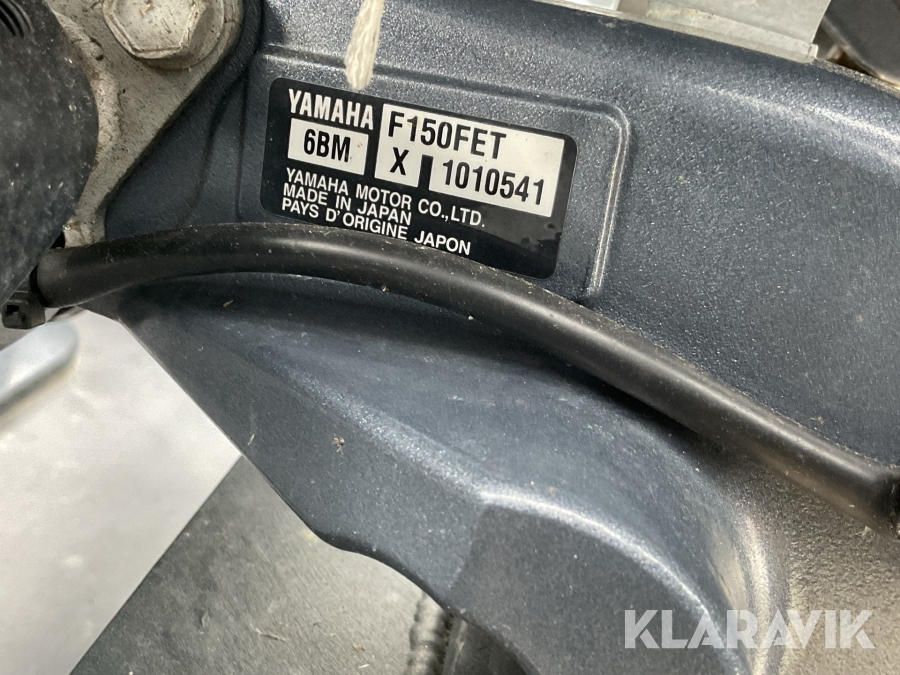 YAMAHA F150FET
6BM X 1010541
YAMAHA MOTOR CO.,LTD.
MADE IN JAPAN
PAYS D'ORIGINE JAPON
KLARAVIK